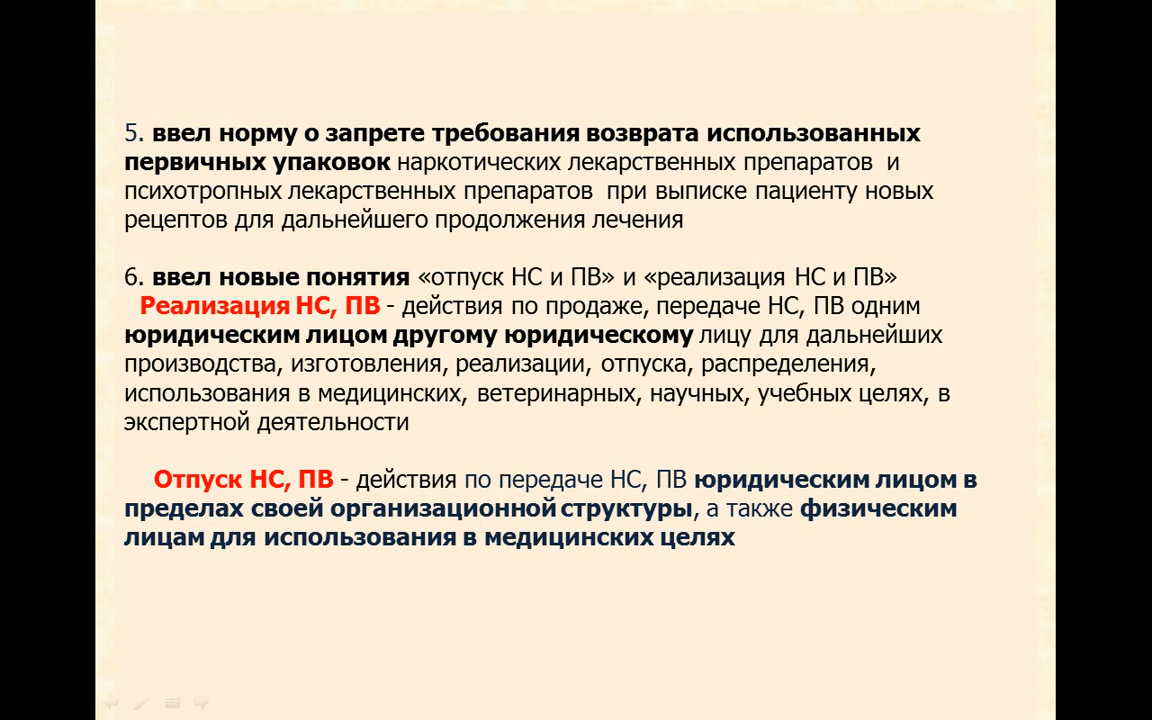 5. ввел норму о запрете требования возврата использованных
первичных упаковок наркотических лекарственных препаратов и
психотропных лекарственных препаратов при выписке пациенту новых
рецептов для дальнейшего продолжения лечения
6. ввел новые понятия «отпуск НС и ПВ» и «реализация НС и ПВ»
Реализация НС, ПВ - действия по продаже, передаче НС, ПВ одним
юридическим лицом другому юридическому лицу для дальнейших
производства, изготовления, реализации, отпуска, распределения,
использования в медицинских, ветеринарных, научных, учебных целях, в
экспертной деятельности
Отпуск НС, ПВ - действия по передаче НС, ПВ юридическим лицом в
пределах своей организационной структуры, а также физическим
лицам для использования в медицинских целях